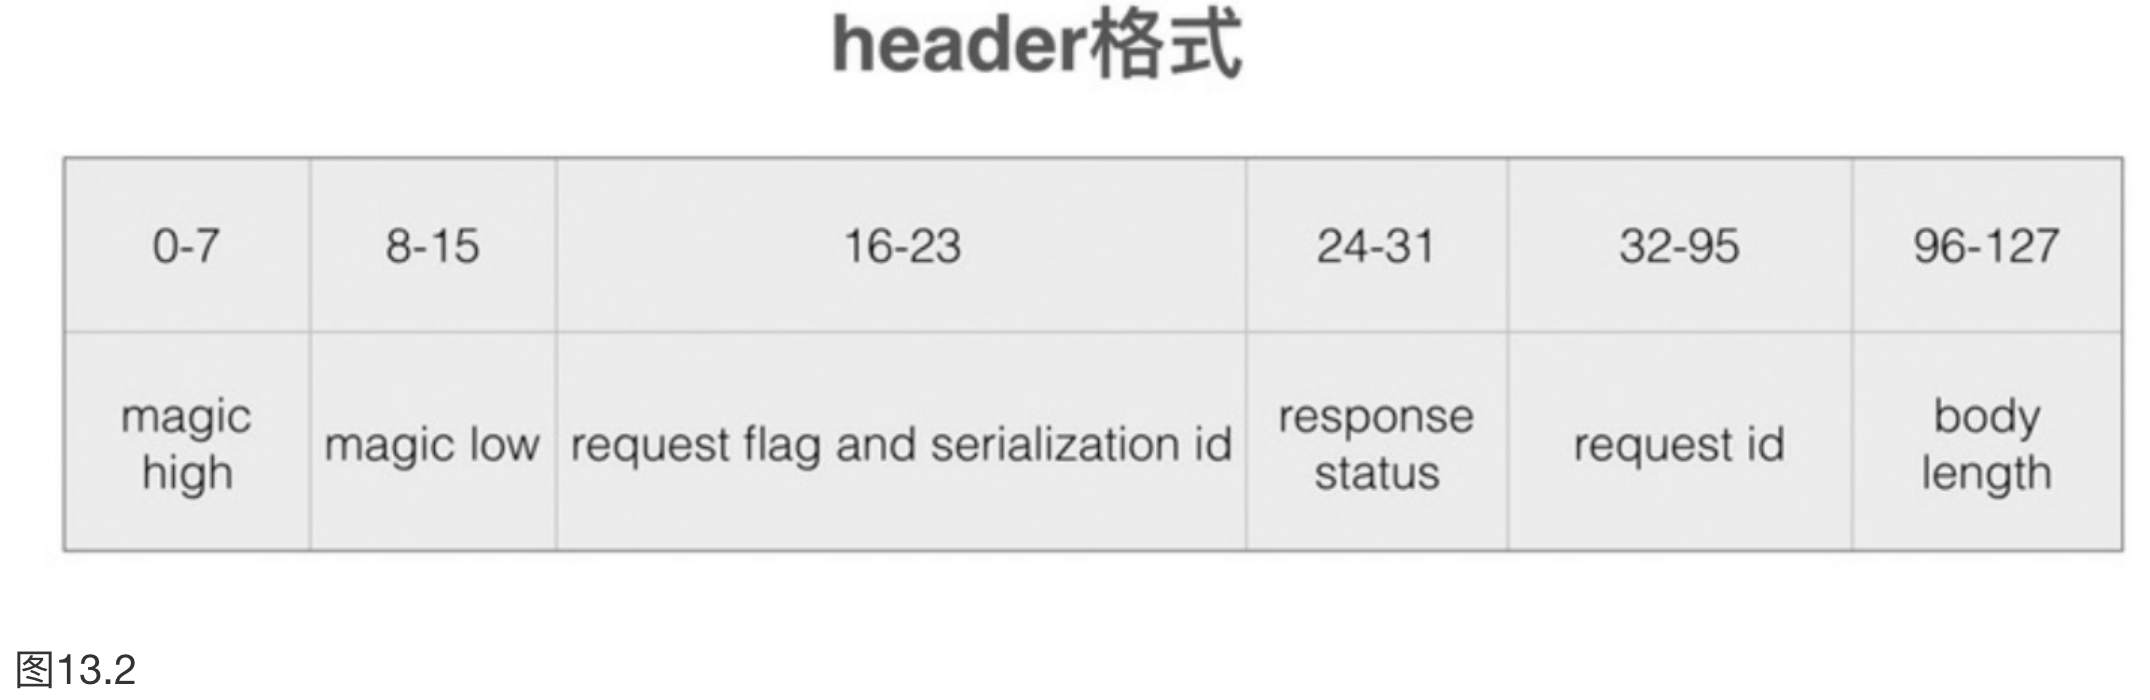 header格式
0-7 8-15 16-23 24-31 32-95 96-127
magic high
magic low
request flag and serialization id
response status
request id
body length
图13.2